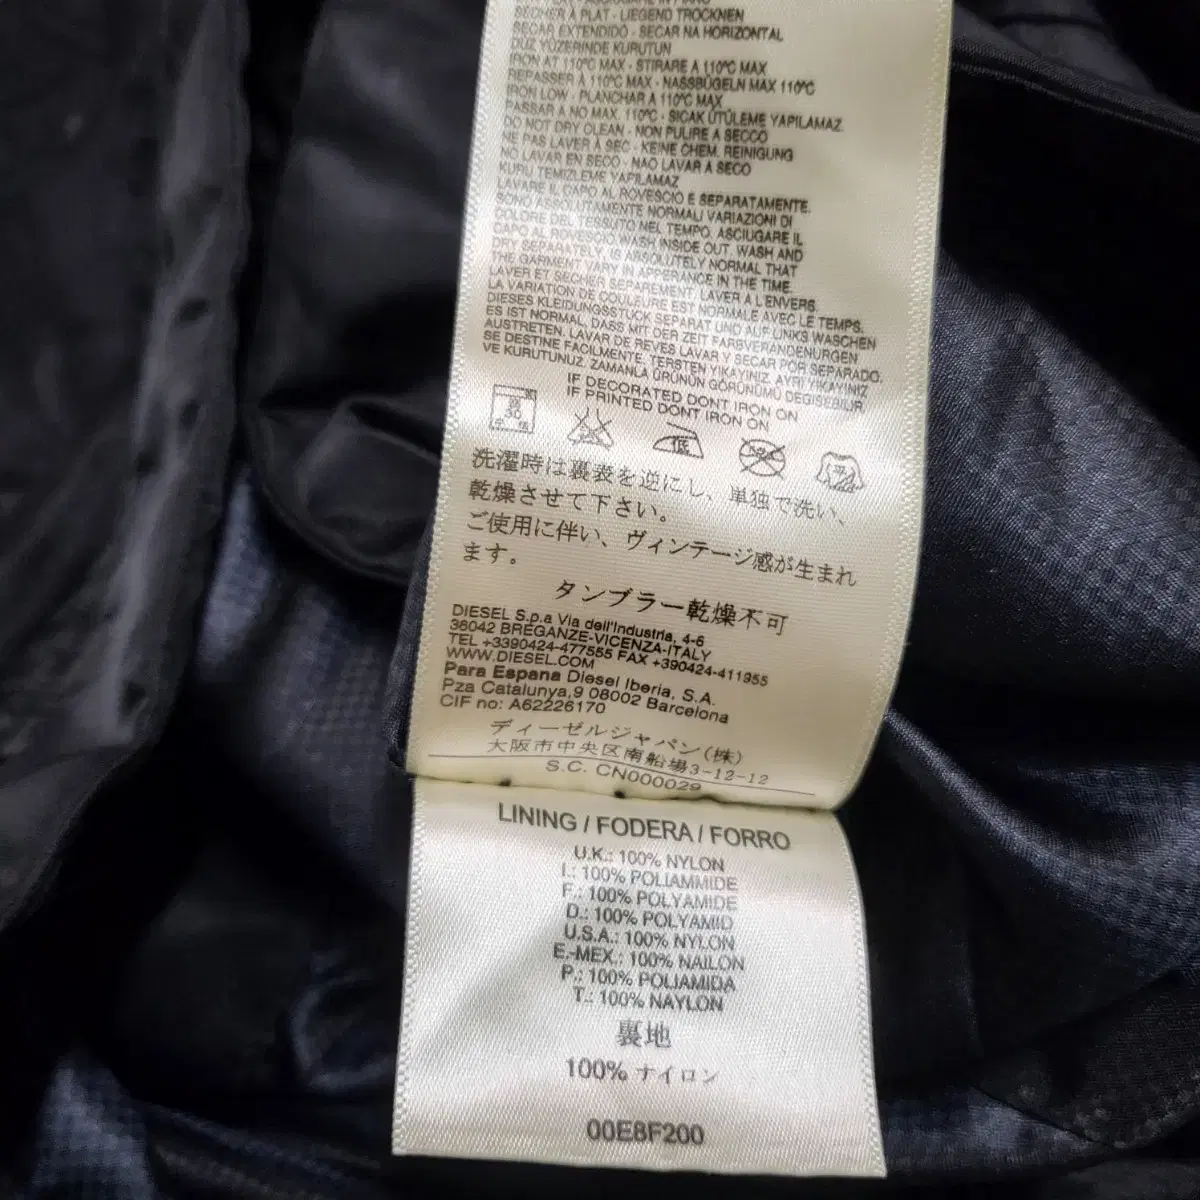 SECHER À PLAT - LIEGEND TROCKNEN
SECAR EXTENDIDO - SECAR NA HORIZONTAL
DÜZ YÜZERINDE KURUTUN
IRON AT 110ºC MAX - STIRARE A 110ºC MAX
REPASSER À 110ºC MAX - NASSBÜGELN MAX 110ºC
IRON LOW - PLANCHAR A 110ºC MAX
PASSAR A NO MAX. 110ºC - SICAK ÜTÜLEME YAPILAMAZ
DO NOT DRY CLEAN - NON PULIRE A SECCO
NE PAS LAVER À SEC - KEINE CHEM. REINIGUNG
NO LAVAR EN SECO - NAO LAVAR A SECO
KURU TEMIZLEME YAPILAMAZ
LAVARE IL CAPO AL ROVESCIO E SEPARATAMENTE.
SONO ASSOLUTAMENTE NORMALI VARIAZIONI DI
COLORE DEL TESSUTO NEL TEMPO. ASCIUGARE IL
CAPO AL ROVESCIO WASH INSIDE OUT. WASH AND
DRY SEPARATELY, IS ABSOLUTELY NORMAL THAT
THE GARMENT VARY IN APPERANCE IN THE TIME.
LAVER ET SECHER SEPAREMENT. LAVER A L'ENVERS.
LA VARIATION DE COULEURE EST NORMALE AVEC LE TEMPS.
DIESES KLEIDUNGSSTUCK SEPARAT UND AUF LINKS WASCHEN
ES IST NORMAL, DASS MIT DER ZEIT FARBVERANDENURGEN
AUSTRETEN. LAVAR DE REVES LAVAR Y SECAR POR SEPARADO.
SE DESTINE FACILMENTE. TERSTEN YIKAYINIZ. AYRI YIKAYINIZ
VE KURUTUNUZ. ZAMANLA ÜRÜNÜN GÖRÜNÜMÜ DEGISEBILIR
IF DECORATED DONT IRON ON
IF PRINTED DONT IRON ON
低
洗濯時は裏表を逆にし、単独で洗い、
乾燥させて下さい。
ご使用に伴い、ヴィンテージ感が生まれ
ます。
タンブラー乾燥不可
DIESEL S.p.a Via dell'Industria, 4-6
36042 BREGANZE-VICENZA-ITALY
TEL +3390424-477555 FAX +390424-411955
WWW.DIESEL.COM
Para Espana Diesel Iberia, S.A.
Pza Catalunya,9 08002 Barcelona
CIF no: A62226170
ディーゼルジャパン(株)
大阪市中央区南船場3-12-12
S.C. CN000029
LINING / FODERA / FORRO
U.K.: 100% NYLON
I.: 100% POLIAMMIDE
F.: 100% POLYAMIDE
D.: 100% POLYAMID
U.S.A.: 100% NYLON
E.-MEX.: 100% NAILON
P.: 100% POLIAMIDA
T.: 100% NAYLON
裏地
100% ナイロン
00E8F200